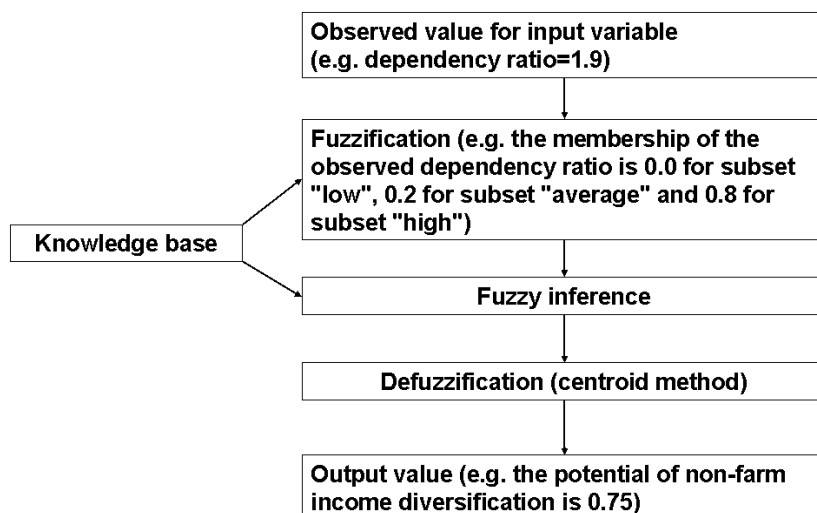 Observed value for input variable
(e.g. dependency ratio=1.9)
Fuzzification (e.g. the membership of the
observed dependency ratio is 0.0 for subset
"low", 0.2 for subset "average" and 0.8 for
subset "high")
Knowledge base
Fuzzy inference
Defuzzification (centroid method)
Output value (e.g. the potential of non-farm
income diversification is 0.75)